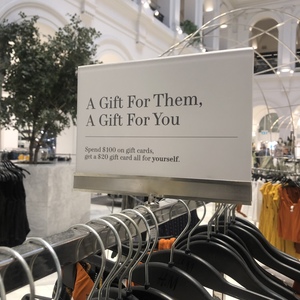 A Gift For Them,
A Gift For You
Spend $100 on gift cards,
get a $20 gift card all for yourself.